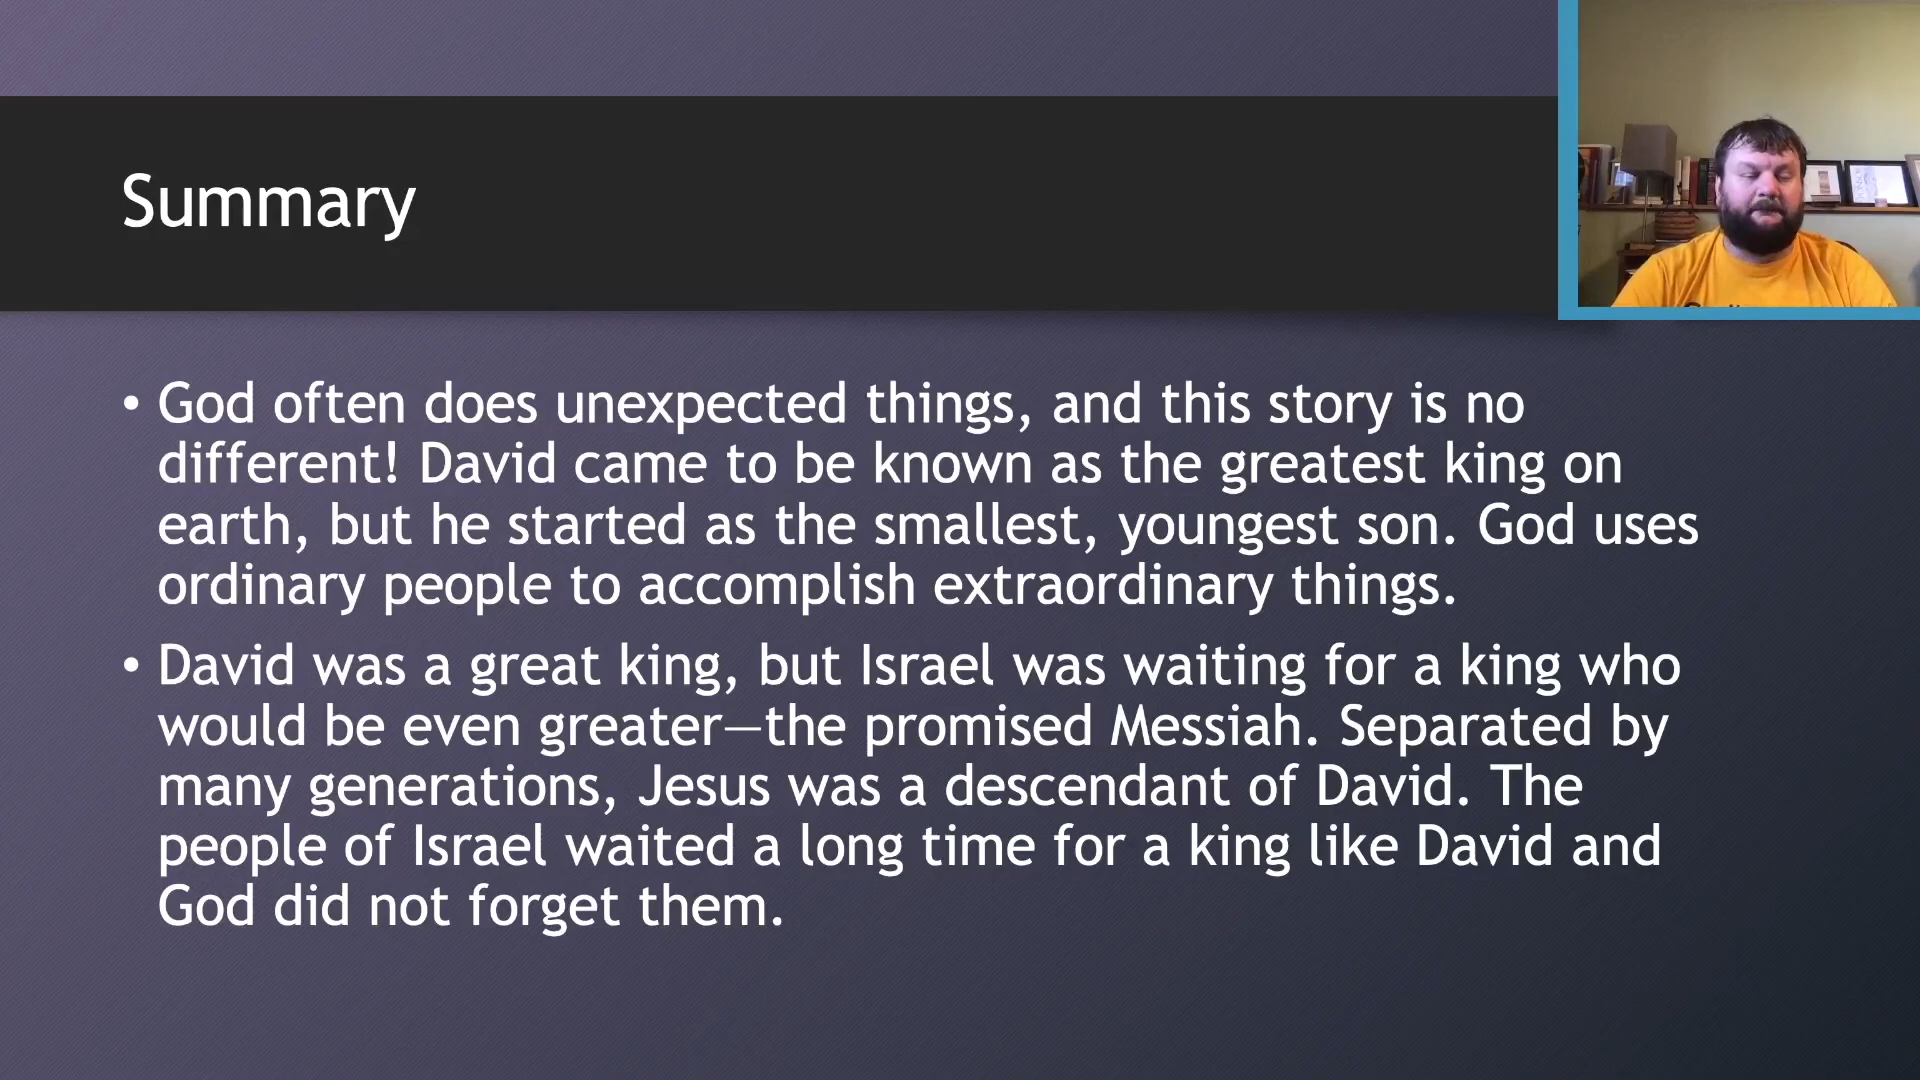 Summary
• God often does unexpected things, and this story is no
different! David came to be known as the greatest king on
earth, but he started as the smallest, youngest son. God uses
ordinary people to accomplish extraordinary things.
• David was a great king, but Israel was waiting for a king who
would be even greater—the promised Messiah. Separated by
many generations, Jesus was a descendant of David. The
people of Israel waited a long time for a king like David and
God did not forget them.